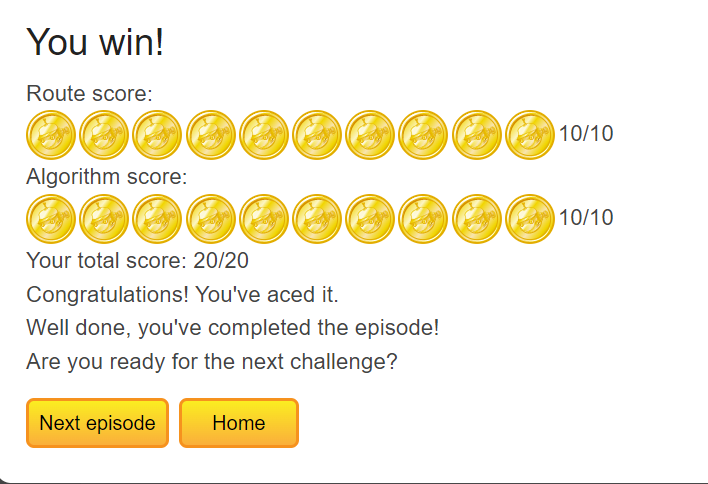 You win!
Route score:
10/10
Algorithm score:
10/10
Your total score: 20/20
Congratulations! You've aced it.
Well done, you've completed the episode!
Are you ready for the next challenge?
Next episode
Home